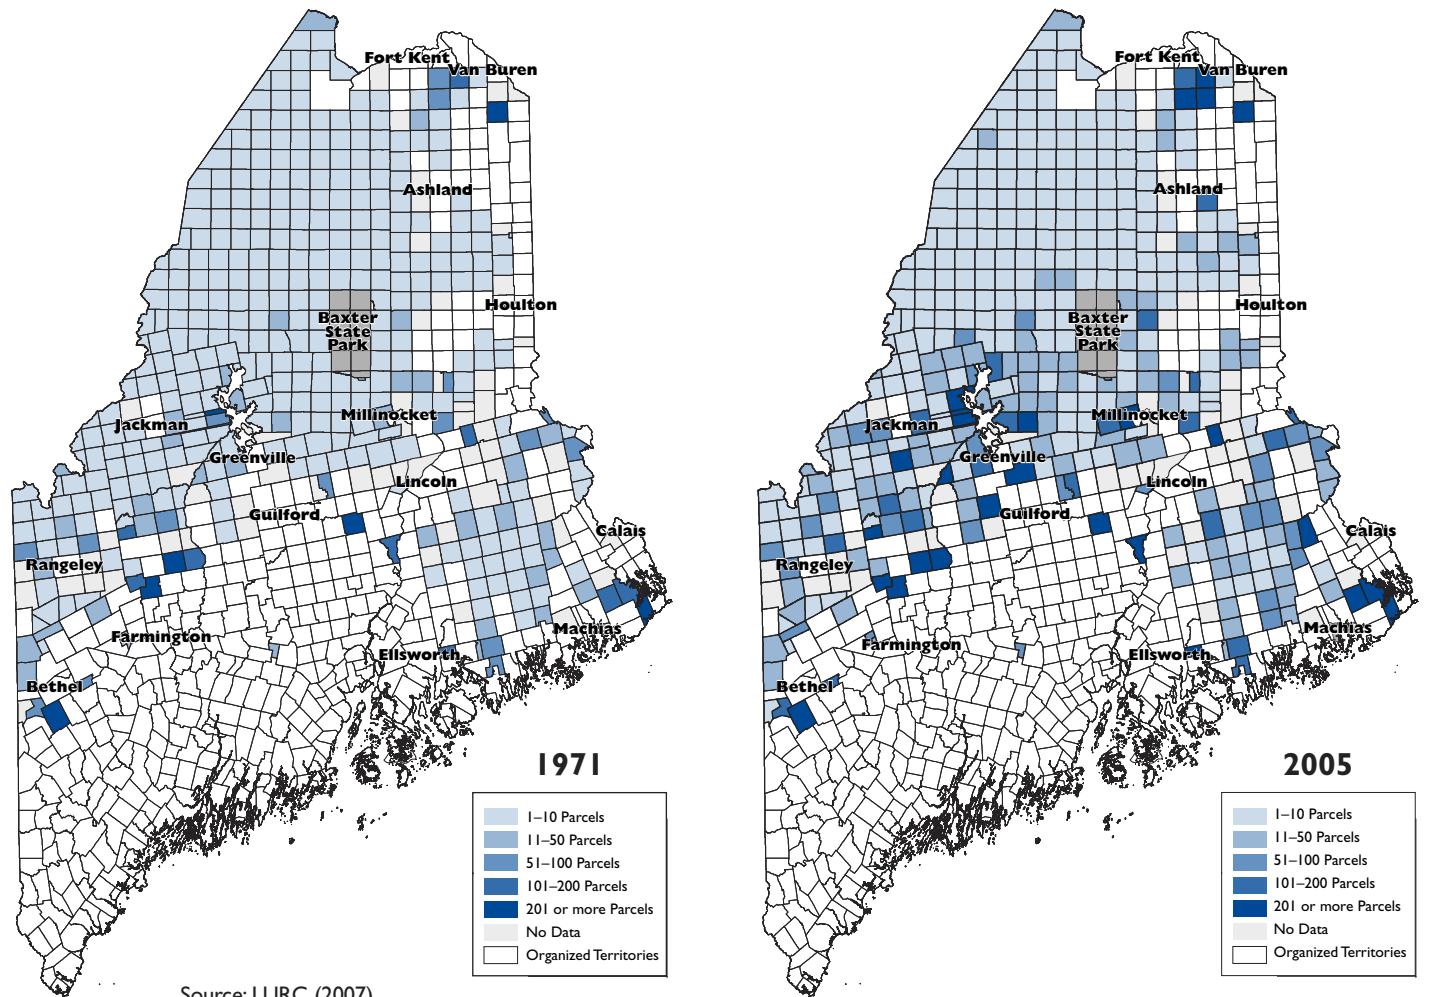 Fort Kent
Van Buren
Ashland
Houlton
Baxter
State
Park
Millinocket
Jackman
Greenville
Lincoln
Guilford
Calais
Rangeley
Machias
Farmington
Ellsworth
Bethel
1971
1–10 Parcels
11–50 Parcels
51–100 Parcels
101–200 Parcels
201 or more Parcels
No Data
Organized Territories
Source: LURC (2007)
Fort Kent
Van Buren
Ashland
Houlton
Baxter
State
Park
Millinocket
Jackman
Greenville
Lincoln
Guilford
Calais
Rangeley
Machias
Farmington
Ellsworth
Bethel
2005
1–10 Parcels
11–50 Parcels
51–100 Parcels
101–200 Parcels
201 or more Parcels
No Data
Organized Territories